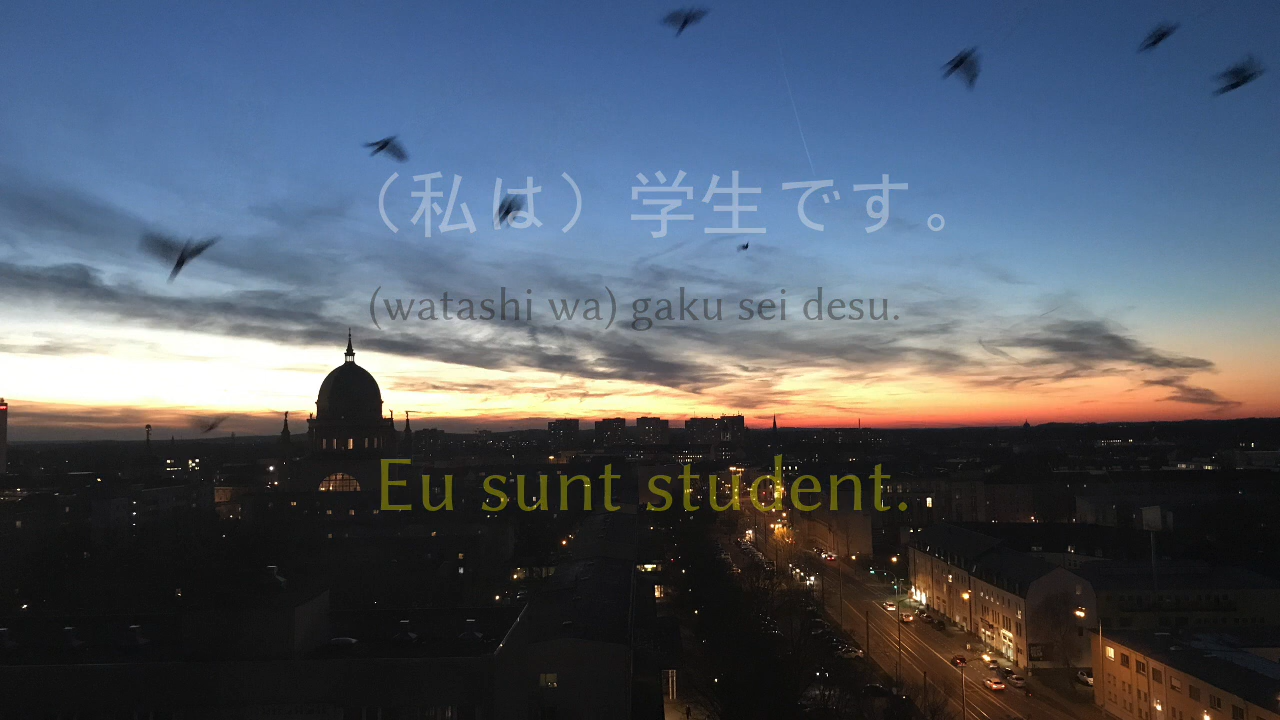 （私は） 学生です。
(watashi wa) gaku sei desu.
Eu sunt student.